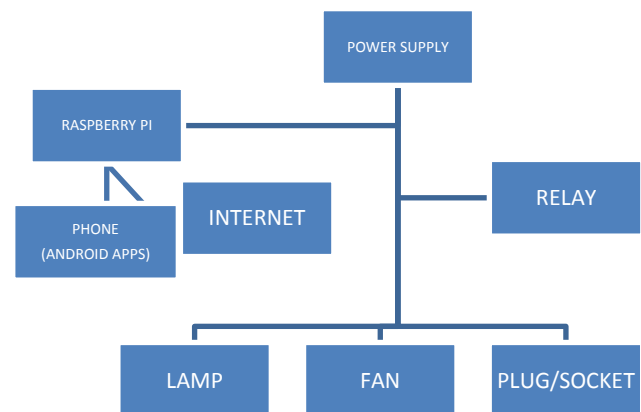 POWER SUPPLY
RASPBERRY PI
RELAY
INTERNET
PHONE
(ANDROID APPS)
LAMP
FAN
PLUG/SOCKET